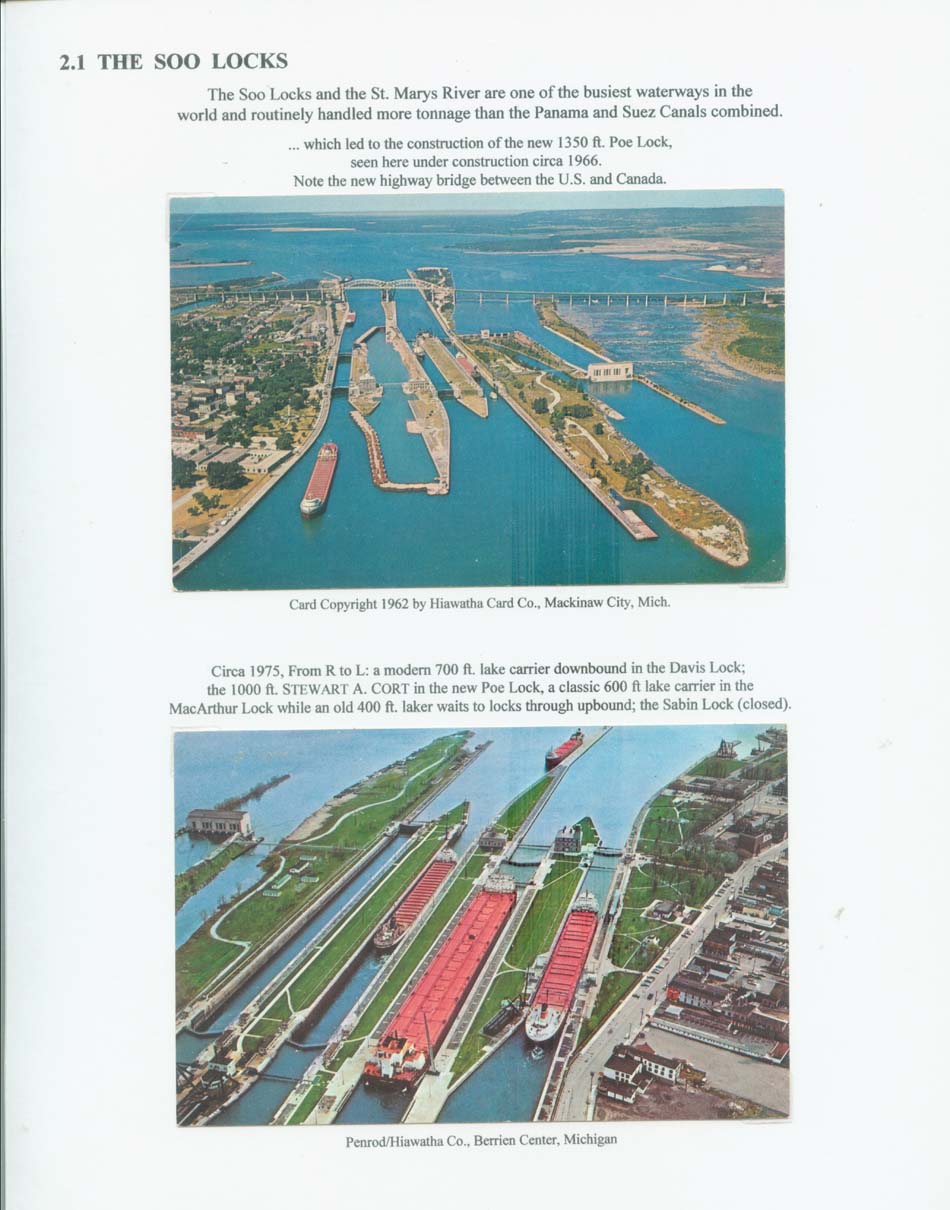 2.1 THE SOO LOCKS
The Soo Locks and the St. Marys River are one of the busiest waterways in the
world and routinely handled more tonnage than the Panama and Suez Canals combined.
... which led to the construction of the new 1350 ft. Poe Lock,
seen here under construction circa 1966.
Note the new highway bridge between the U.S. and Canada.
Card Copyright 1962 by Hiawatha Card Co., Mackinaw City, Mich.
Circa 1975, From R to L: a modern 700 ft. lake carrier downbound in the Davis Lock;
the 1000 ft. STEWART A. CORT in the new Poe Lock, a classic 600 ft lake carrier in the
MacArthur Lock while an old 400 ft. laker waits to locks through upbound; the Sabin Lock (closed).
Penrod/Hiawatha Co., Berrien Center, Michigan